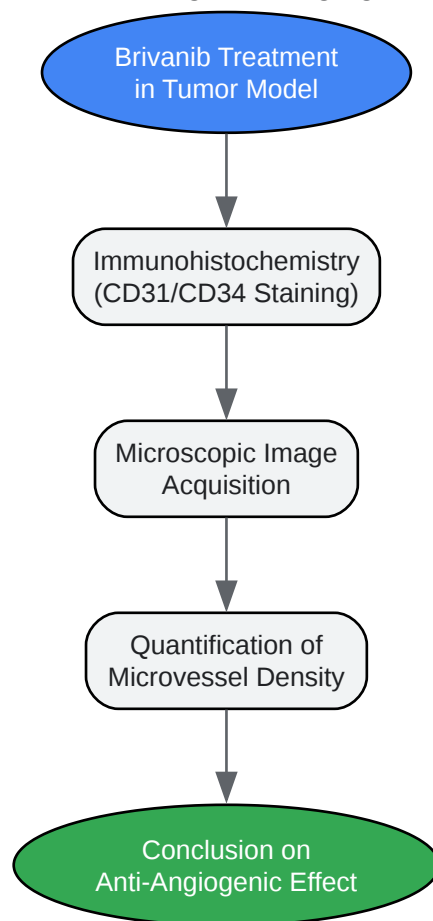 Brivanib Treatment
in Tumor Model
Immunohistochemistry
(CD31/CD34 Staining)
Microscopic Image
Acquisition
Quantification of
Microvessel Density
Conclusion on
Anti-Angiogenic Effect